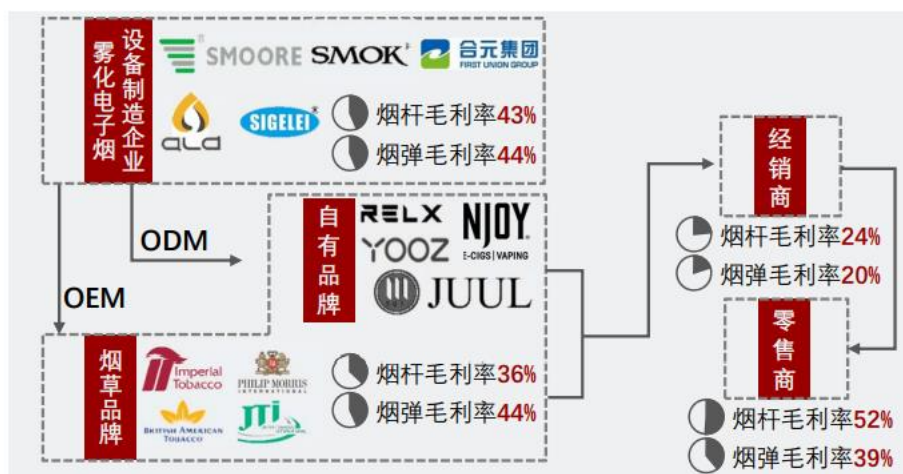 雾化电子烟
设备制造企业
SMOORE
SMOK
合元集团
FIRST UNION GROUP
ALD
SIGELEI
烟杆毛利率43%
烟弹毛利率44%
ODM
OEM
自有品牌
RELX
NJOY
E-CIGS|VAPING
YOOZ
JUUL
烟草品牌
Imperial
Tobacco
PHILIP MORRIS
INTERNATIONAL
BRITISH AMERICAN
TOBACCO
JTI
烟杆毛利率36%
烟弹毛利率44%
经销商
烟杆毛利率24%
烟弹毛利率20%
零售商
烟杆毛利率52%
烟弹毛利率39%